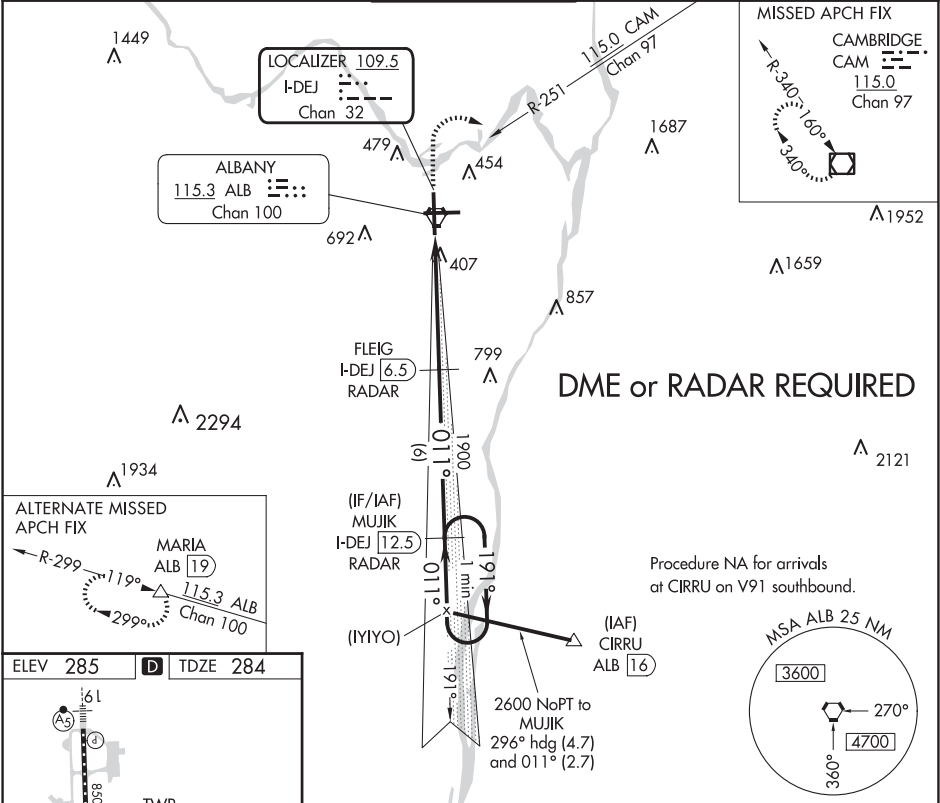 1449
LOCALIZER 109.5
I-DEJ
Chan 32
115.0 CAM
Chan 97
R-251
MISSED APCH FIX
CAMBRIDGE
CAM
115.0
Chan 97
R-340
160°
340°
479
454
1687
ALBANY
115.3 ALB
Chan 100
692
407
1952
1659
857
FLEIG
I-DEJ 6.5
RADAR
799
DME or RADAR REQUIRED
2294
011°
(6)
1900
2121
1934
ALTERNATE MISSED
APCH FIX
R-299
119°
299°
MARIA
ALB 19
115.3 ALB
Chan 100
(IF/IAF)
MUJIK
I-DEJ 12.5
RADAR
011°
1 min
191°
(IYIYO)
191°
Procedure NA for arrivals
at CIRRU on V91 southbound.
(IAF)
CIRRU
ALB 16
2600 NoPT to
MUJIK
296° hdg (4.7)
and 011° (2.7)
MSA ALB 25 NM
3600
270°
4700
360°
ELEV 285 D TDZE 284
19
A5
P
850
TWR